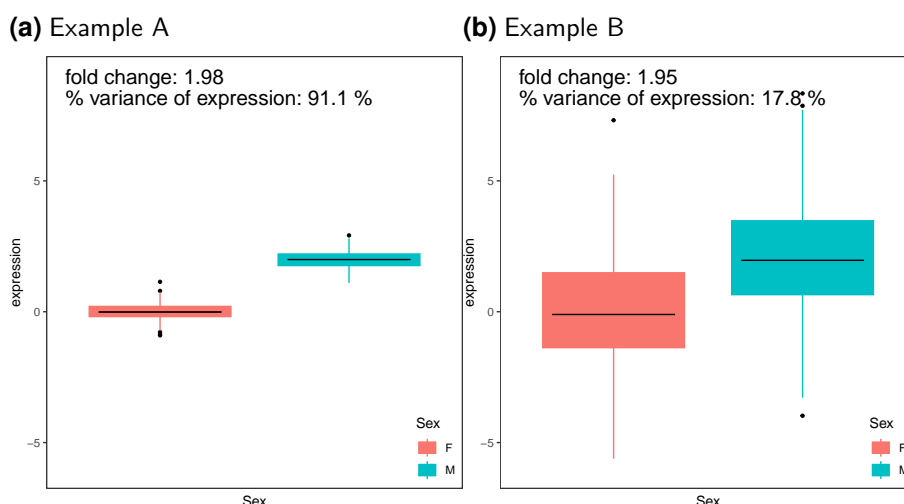 (a) Example A
fold change: 1.98
% variance of expression: 91.1 %
5
0
−5
expression
Sex
F
M
Sex
(b) Example B
fold change: 1.95
% variance of expression: 17.8 %
5
0
−5
expression
Sex
F
M
Sex